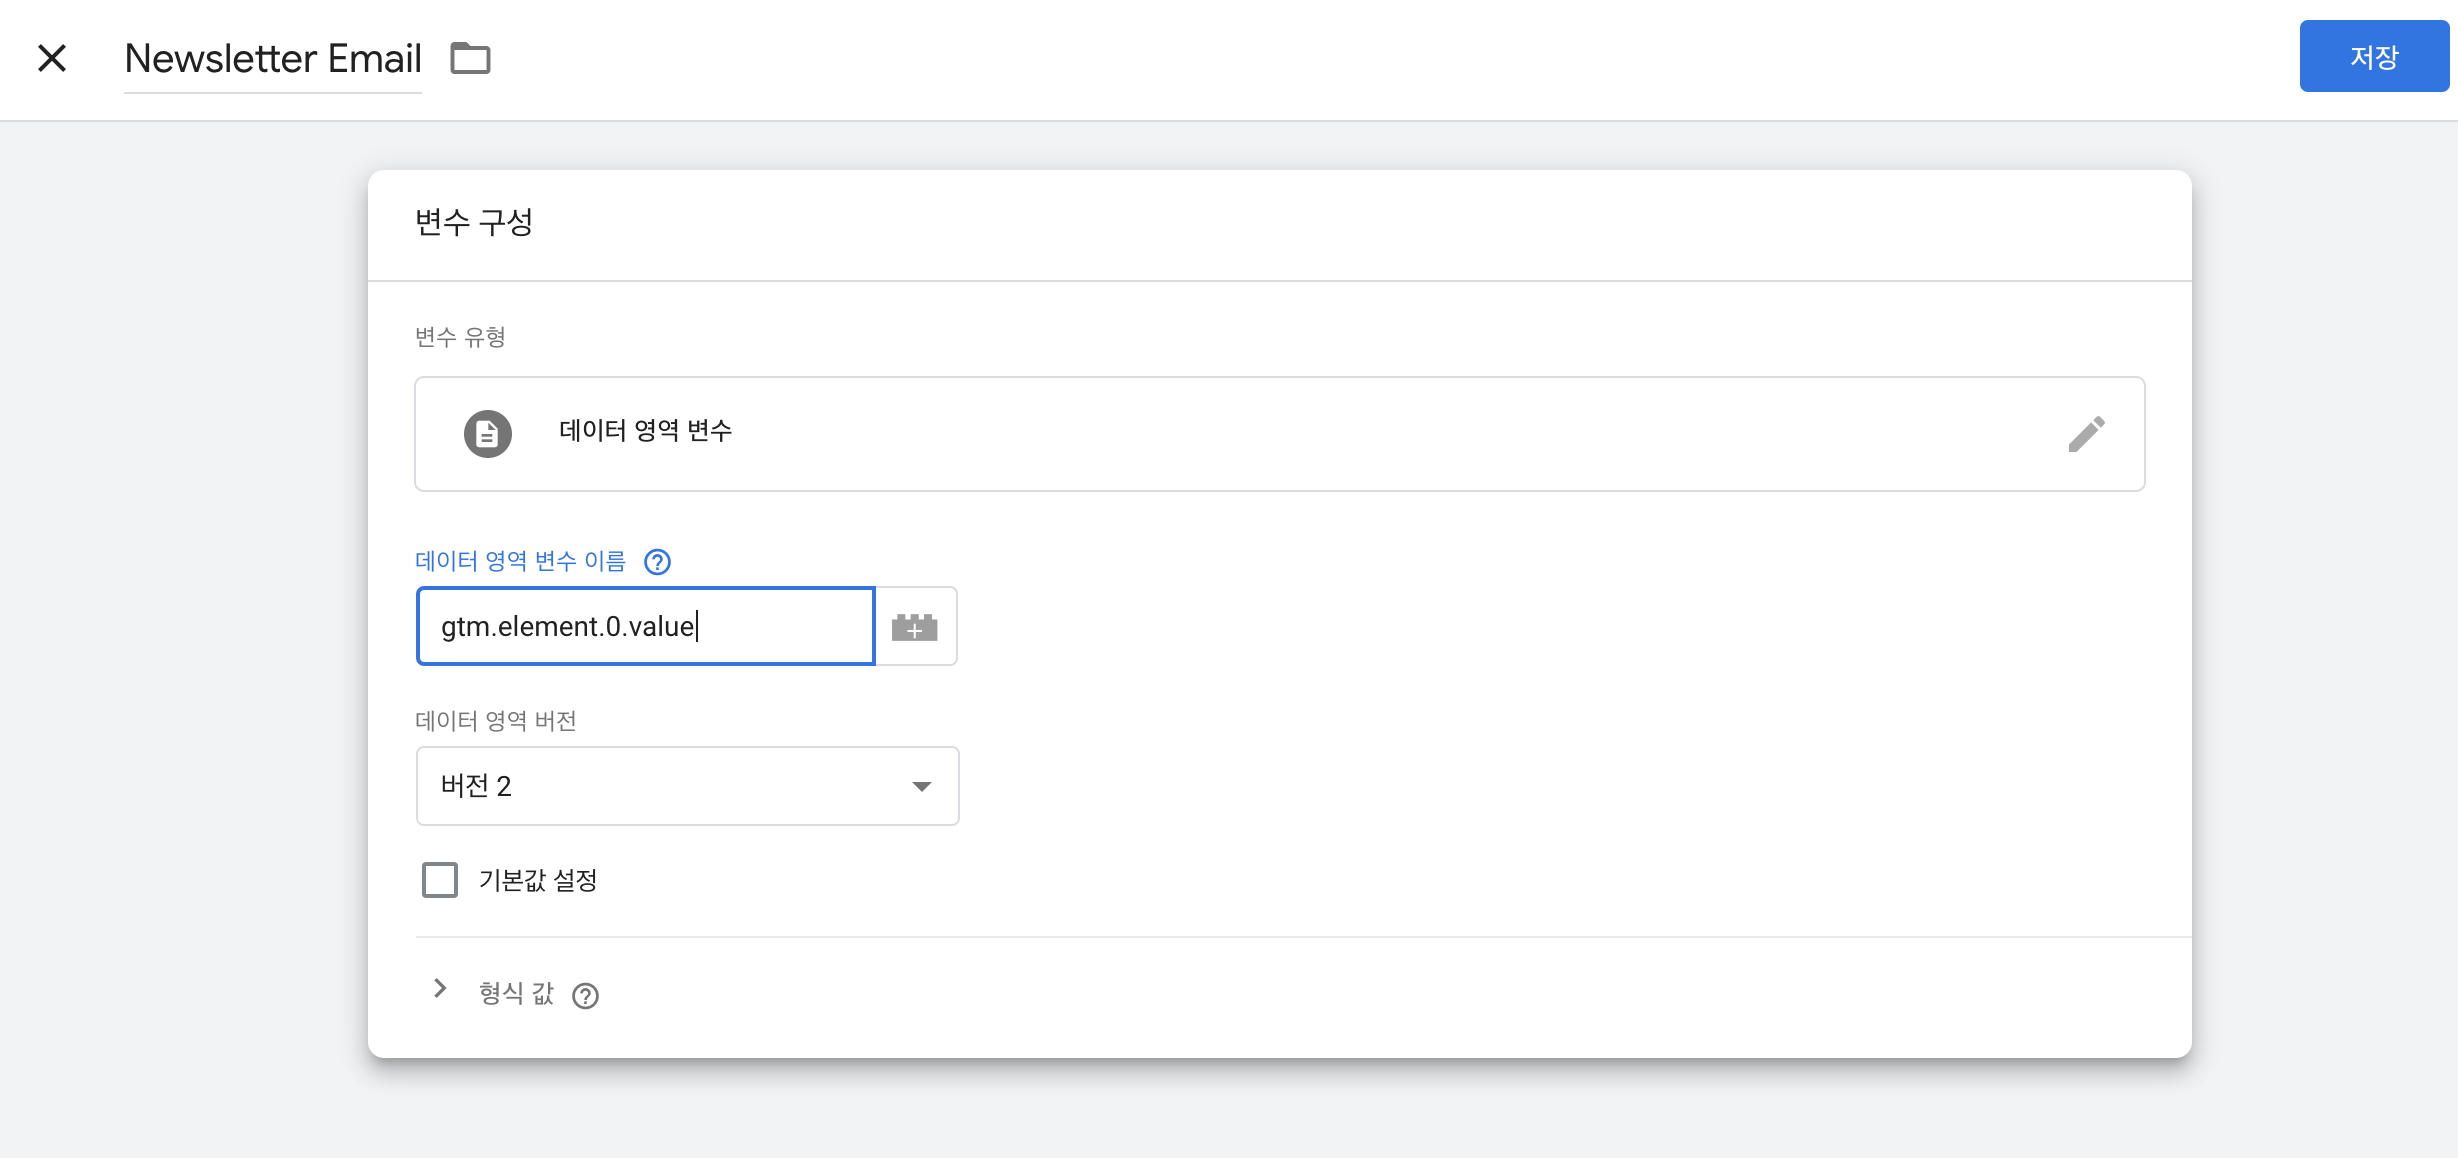 Newsletter Email
저장
변수 구성
변수 유형
데이터 영역 변수
데이터 영역 변수 이름
gtm.element.0.value
데이터 영역 버전
버전 2
기본값 설정
형식 값